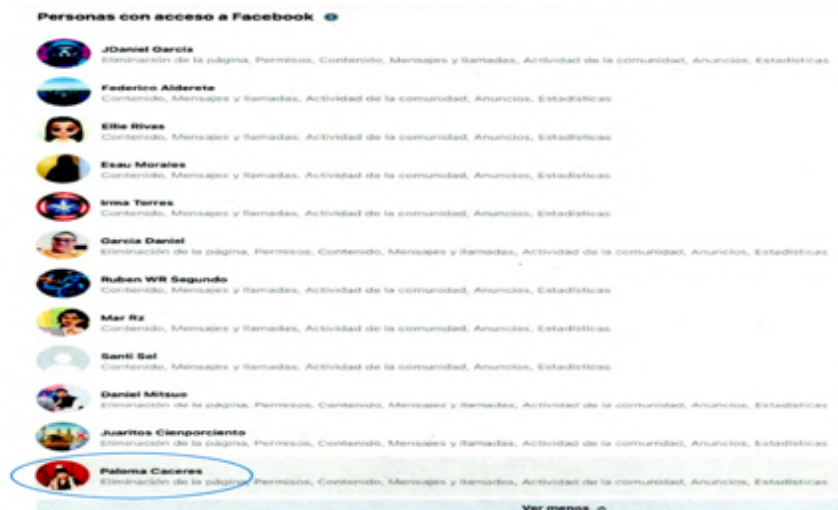 Personas con acceso a Facebook
JDaniel Garcia
Eliminación de la página, Permisos, Contenido, Mensajes y llamadas, Actividad de la comunidad, Anuncios, Estadísticas
Federico Alderete
Contenido, Mensajes y llamadas, Actividad de la comunidad, Anuncios, Estadísticas
Ellie Rivas
Contenido, Mensajes y llamadas, Actividad de la comunidad, Anuncios, Estadísticas
Esau Morales
Contenido, Mensajes y llamadas, Actividad de la comunidad, Anuncios, Estadísticas
Irma Torres
Contenido, Mensajes y llamadas, Actividad de la comunidad, Anuncios, Estadísticas
Garcia Daniel
Eliminación de la página, Permisos, Contenido, Mensajes y llamadas, Actividad de la comunidad, Anuncios, Estadísticas
Ruben WR Segundo
Contenido, Mensajes y llamadas, Actividad de la comunidad, Anuncios, Estadísticas
Mar Rz
Contenido, Mensajes y llamadas, Actividad de la comunidad, Anuncios, Estadísticas
Santi Sol
Contenido, Mensajes y llamadas, Actividad de la comunidad, Anuncios, Estadísticas
Daniel Mitsuo
Eliminación de la página, Permisos, Contenido, Mensajes y llamadas, Actividad de la comunidad, Anuncios, Estadísticas
Juaritos Cienporciento
Eliminación de la página, Permisos, Contenido, Mensajes y llamadas, Actividad de la comunidad, Anuncios, Estadísticas
Paloma Caceres
Eliminación de la página, Permisos, Contenido, Mensajes y llamadas, Actividad de la comunidad, Anuncios, Estadísticas
Ver menos